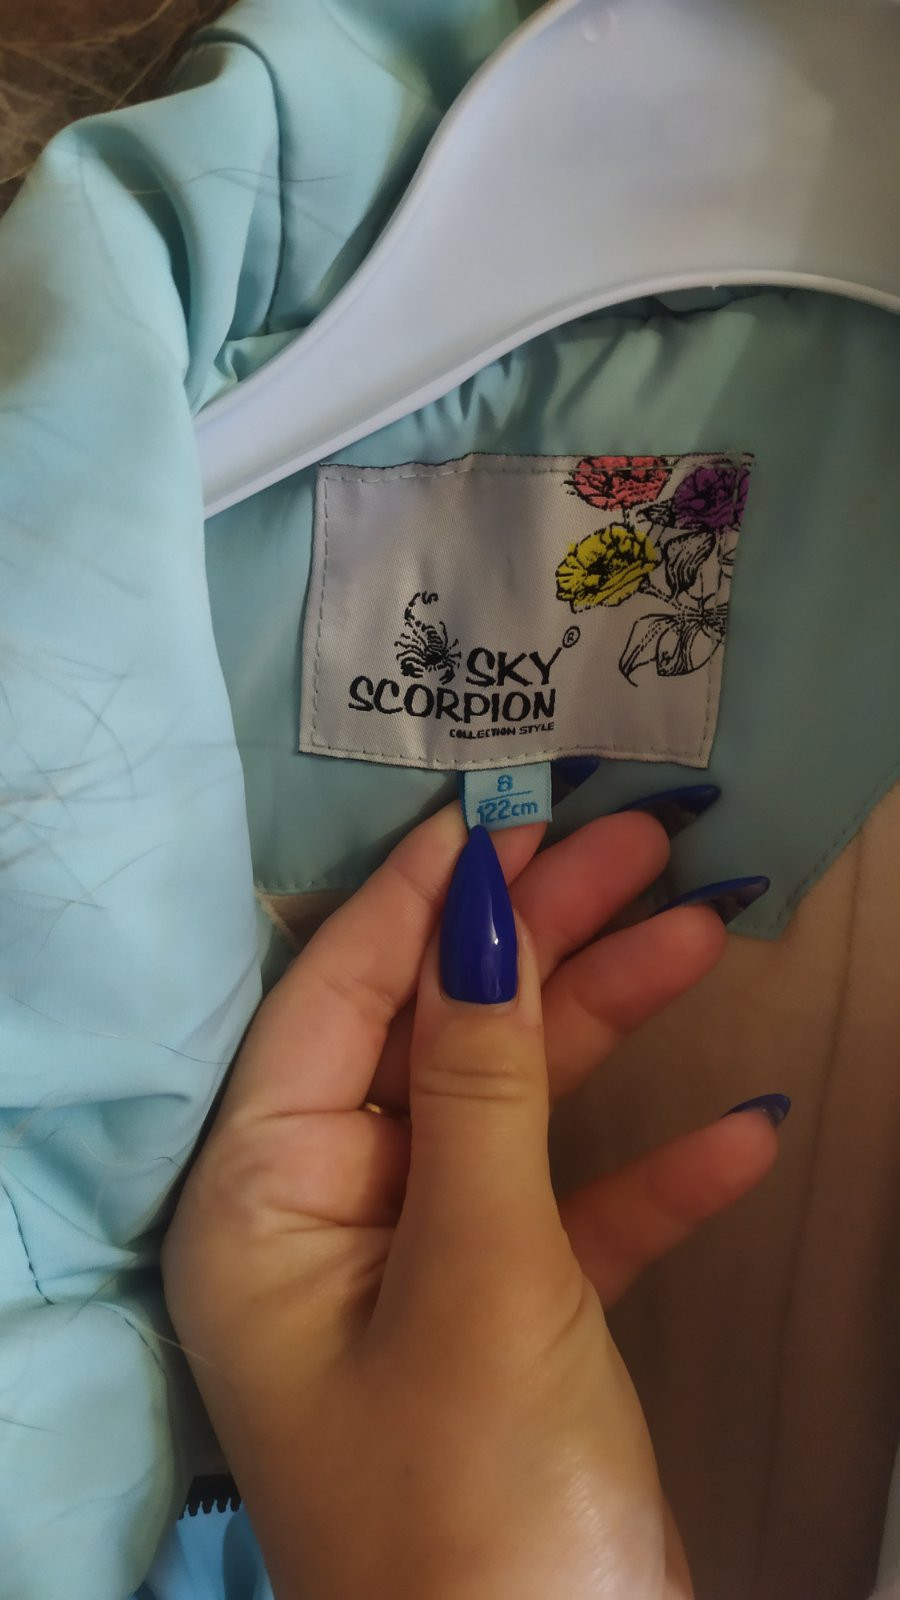 SKY®
SCORPION
COLLECTION STYLE
8
122cm